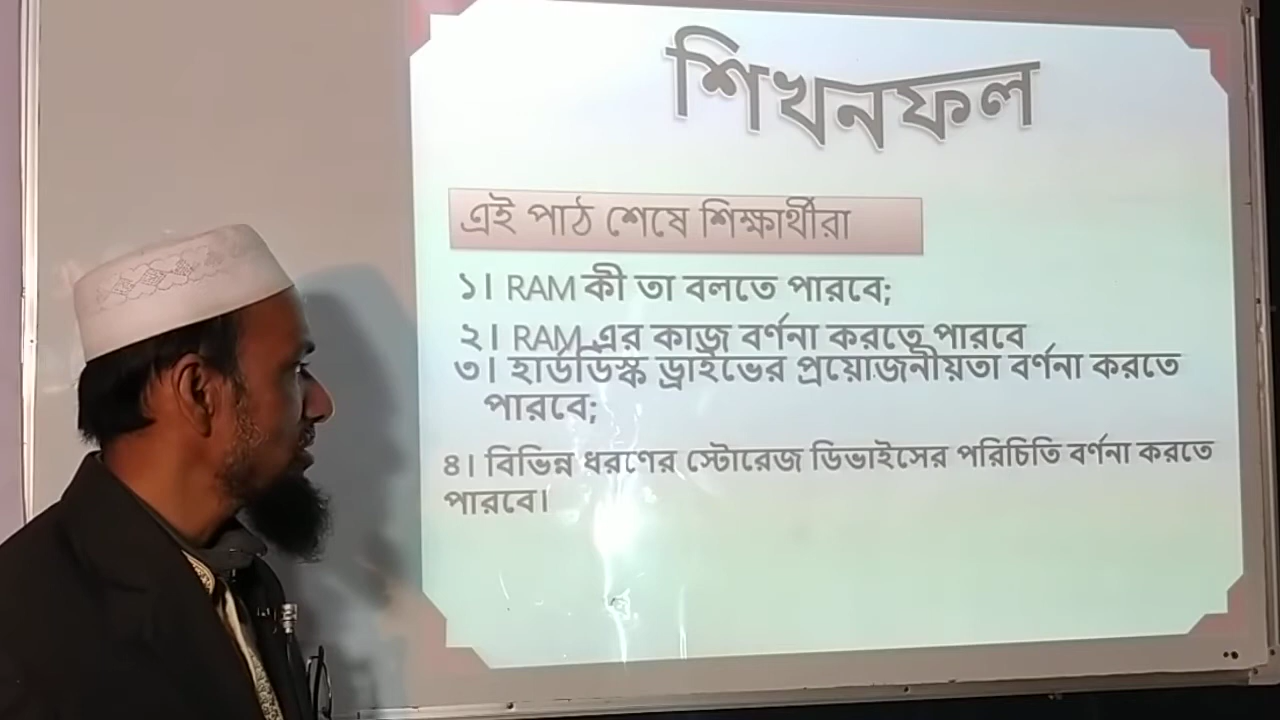 শিখনফল
এই পাঠ শেষে শিক্ষার্থীরা
১। RAM কী তা বলতে পারবে;
২। RAM এর কাজ বর্ণনা করতে পারবে
৩। হার্ডডিস্ক ড্রাইভের প্রয়োজনীয়তা বর্ণনা করতে
পারবে;
৪। বিভিন্ন ধরণের স্টোরেজ ডিভাইসের পরিচিতি বর্ণনা করতে
পারবে।